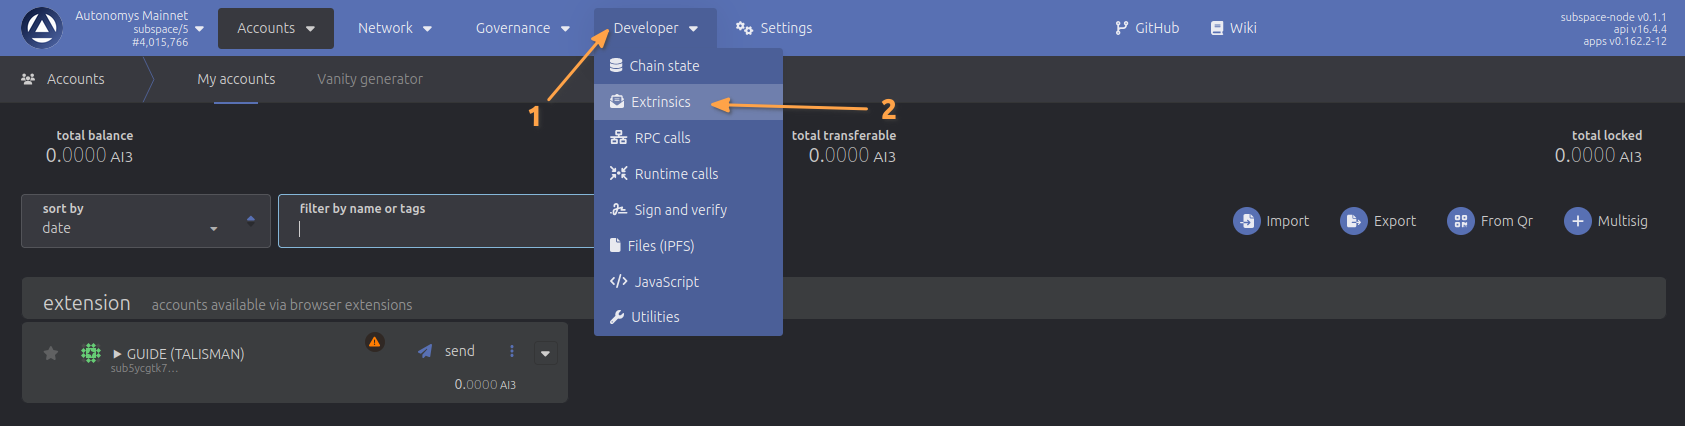 Autonomys Mainnet
subspace/5
#4,015,766
Accounts
Network
Governance
Developer
Settings
GitHub
Wiki
subspace-node v0.1.1
api v16.4.4
apps v0.162.2-12
Accounts
My accounts
Vanity generator
Chain state
Extrinsics
RPC calls
Runtime calls
Sign and verify
Files (IPFS)
JavaScript
Utilities
1
2
total balance
0.0000 AI3
total transferable
0.0000 AI3
total locked
0.0000 AI3
sort by
date
filter by name or tags
Import
Export
From Qr
Multisig
extension
accounts available via browser extensions
GUIDE (TALISMAN)
sub5ycgtk7...
send
0.0000 AI3